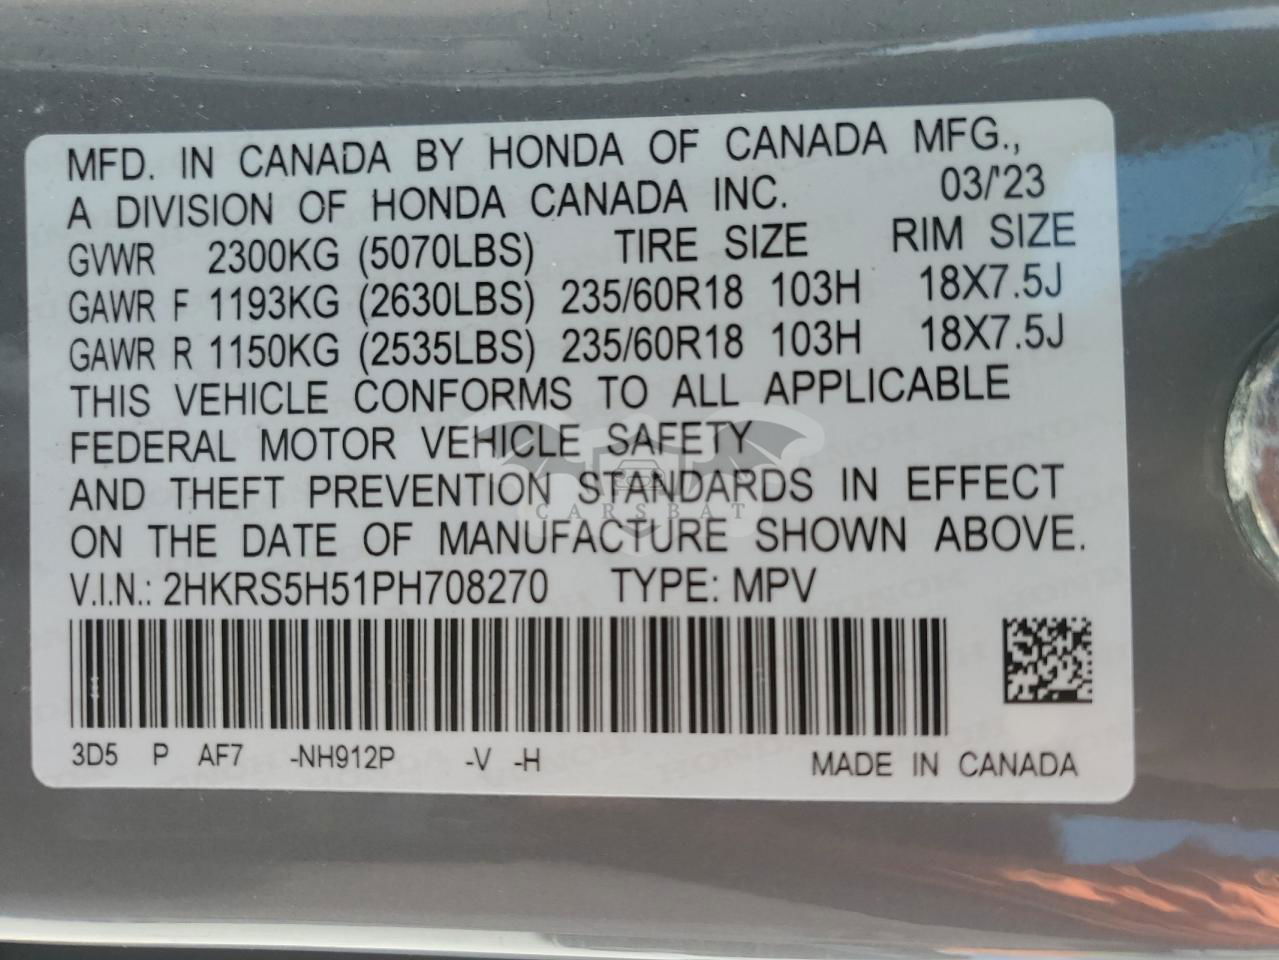 MFD. IN CANADA BY HONDA OF CANADA MFG.,
A DIVISION OF HONDA CANADA INC. 03/'23
GVWR 2300KG (5070LBS) TIRE SIZE RIM SIZE
GAWR F 1193KG (2630LBS) 235/60R18 103H 18X7.5J
GAWR R 1150KG (2535LBS) 235/60R18 103H 18X7.5J
THIS VEHICLE CONFORMS TO ALL APPLICABLE
FEDERAL MOTOR VEHICLE SAFETY
AND THEFT PREVENTION STANDARDS IN EFFECT
CARSBAT
ON THE DATE OF MANUFACTURE SHOWN ABOVE.
V.I.N.: 2HKRS5H51PH708270 TYPE: MPV
3D5 P AF7 -NH912P -V -H MADE IN CANADA